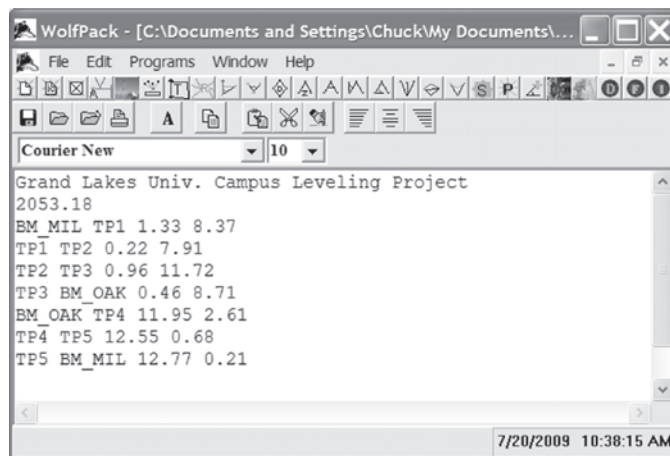 WolfPack - [C:\Documents and Settings\Chuck\My Documents\...
File Edit Programs Window Help
S P D F I
A
Courier New 10
Grand Lakes Univ. Campus Leveling Project
2053.18
BM_MIL TP1 1.33 8.37
TP1 TP2 0.22 7.91
TP2 TP3 0.96 11.72
TP3 BM_OAK 0.46 8.71
BM_OAK TP4 11.95 2.61
TP4 TP5 12.55 0.68
TP5 BM_MIL 12.77 0.21
7/20/2009 10:38:15 AM